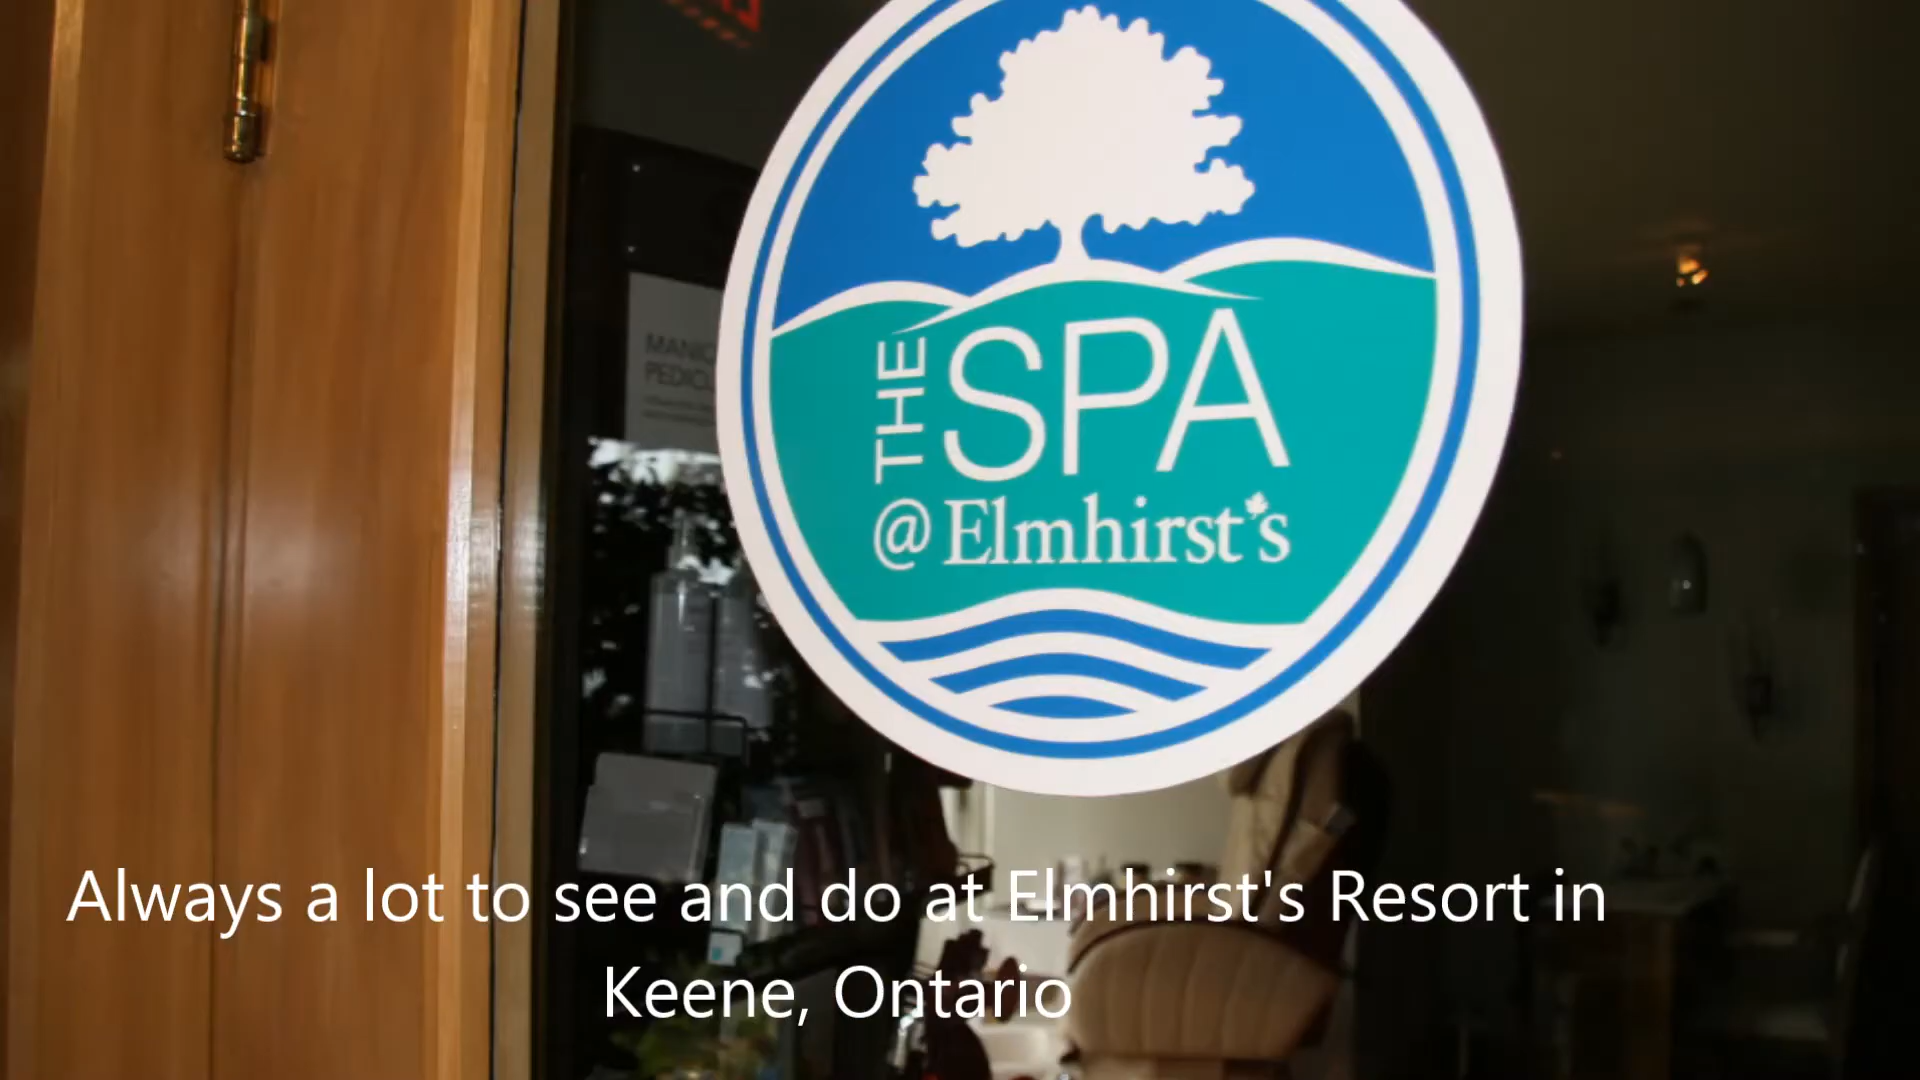 THE SPA
@Elmhirst's
Always a lot to see and do at Elmhirst's Resort in
Keene, Ontario